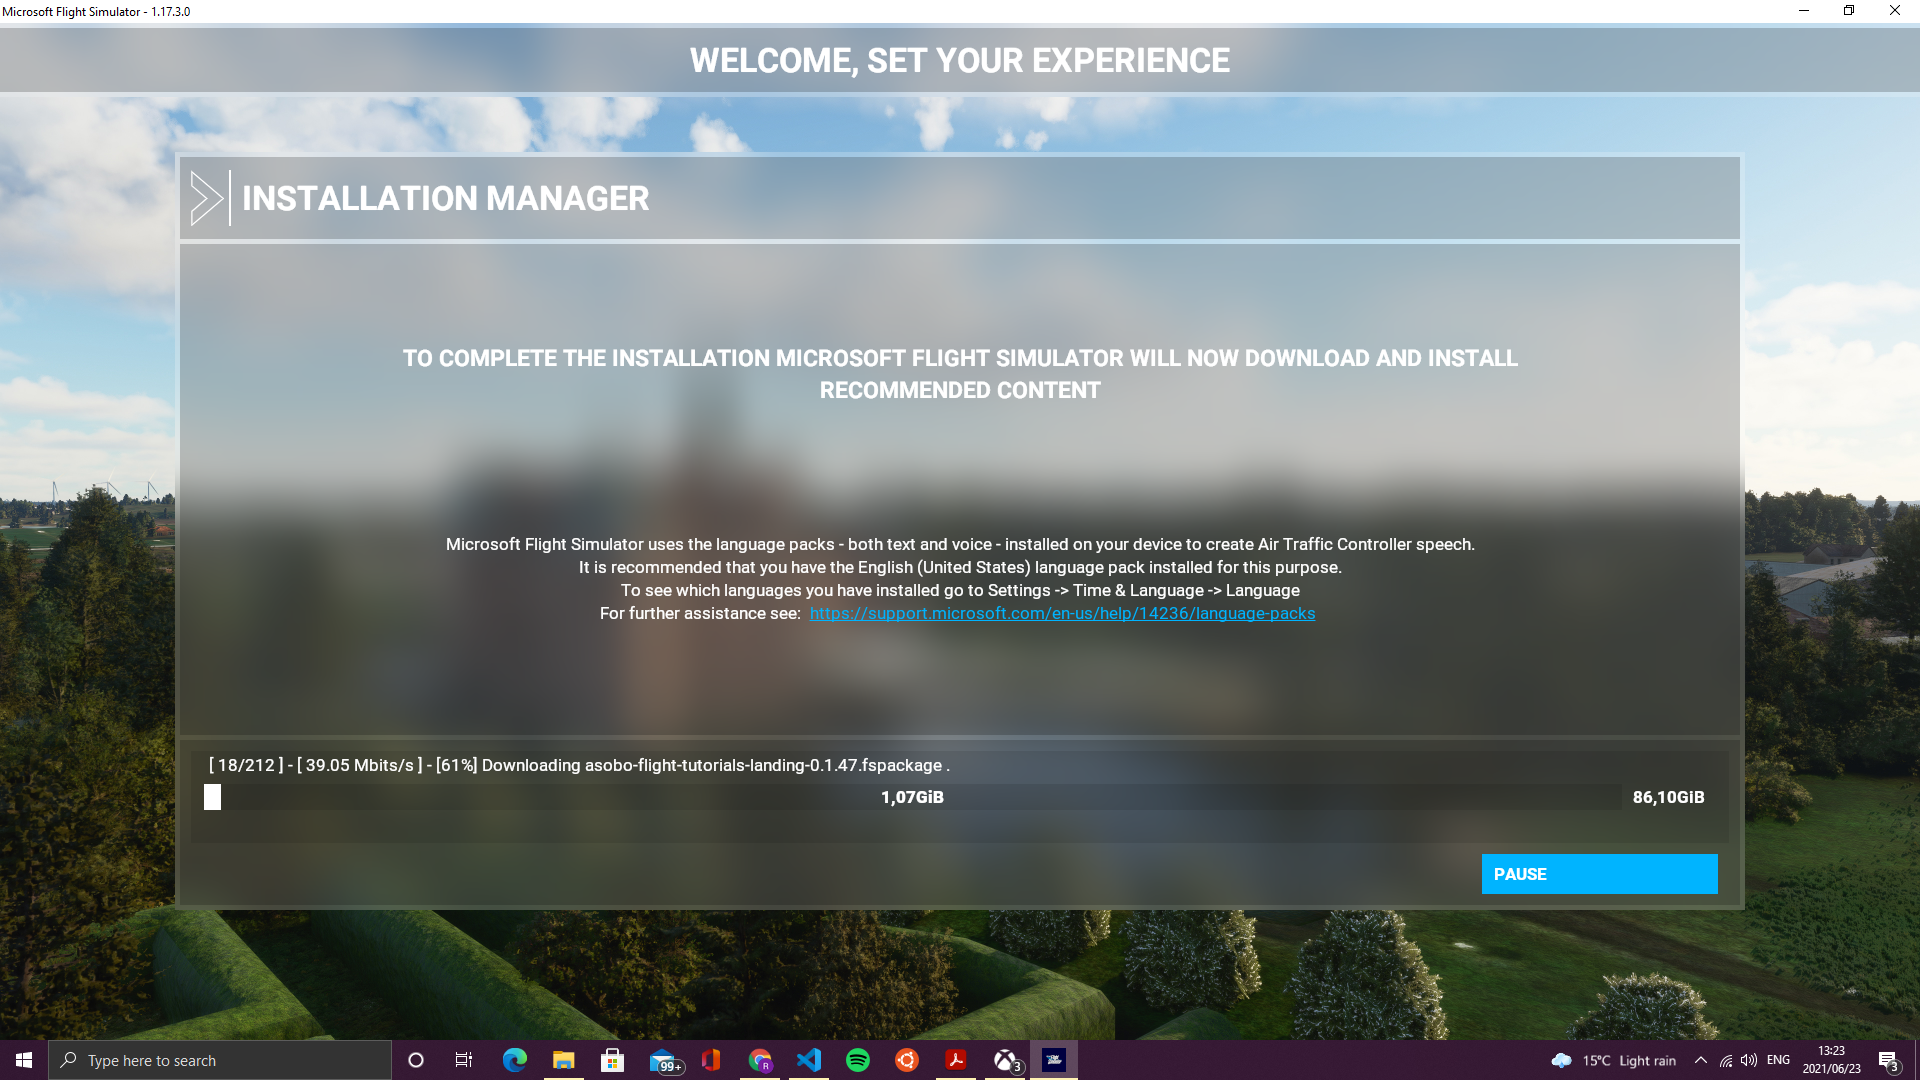 Microsoft Flight Simulator - 1.17.3.0
WELCOME, SET YOUR EXPERIENCE
INSTALLATION MANAGER
TO COMPLETE THE INSTALLATION MICROSOFT FLIGHT SIMULATOR WILL NOW DOWNLOAD AND INSTALL
RECOMMENDED CONTENT
Microsoft Flight Simulator uses the language packs - both text and voice - installed on your device to create Air Traffic Controller speech.
It is recommended that you have the English (United States) language pack installed for this purpose.
To see which languages you have installed go to Settings -> Time & Language -> Language
For further assistance see: https://support.microsoft.com/en-us/help/14236/language-packs
[ 18/212 ] - [ 39.05 Mbits/s ] - [61%] Downloading asobo-flight-tutorials-landing-0.1.47.fspackage .
1,07GiB
86,10GiB
PAUSE
Type here to search
99+
R
3
15°C Light rain
ENG
13:23
2021/06/23
3